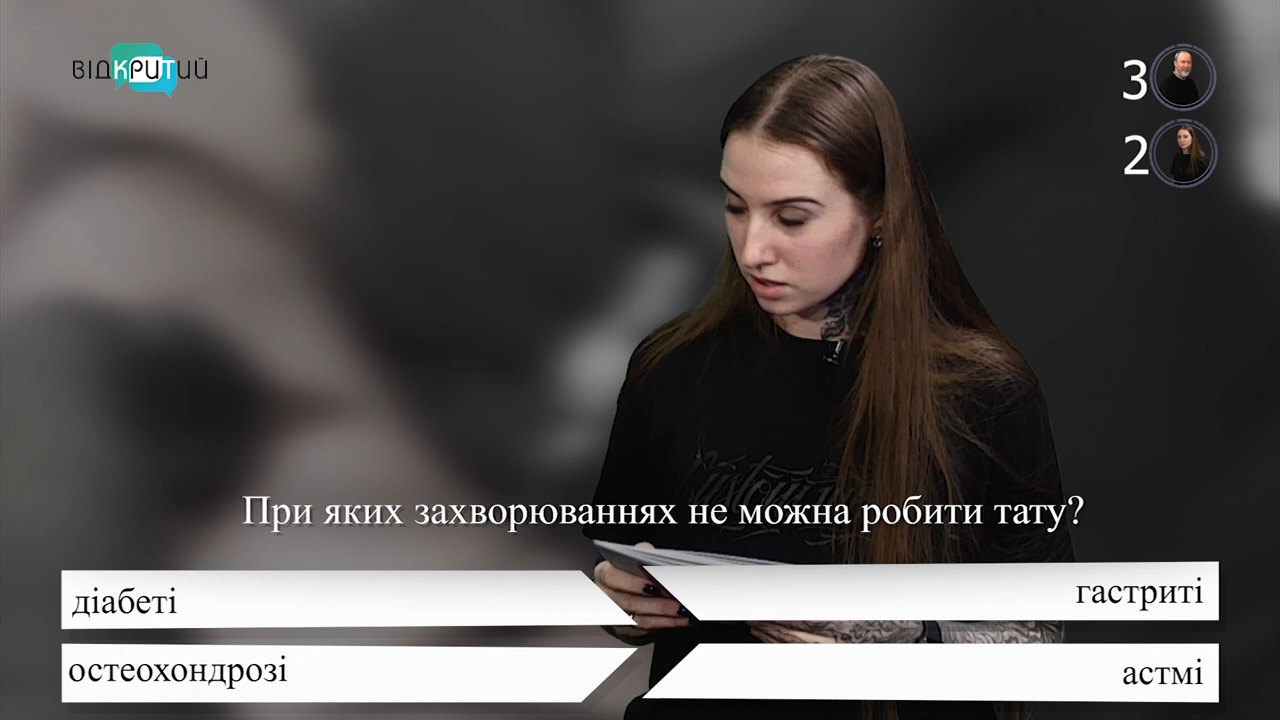 ВІДКРИТИЙ
3
2
При яких захворюваннях не можна робити тату?
діабеті
гастриті
остеохондрозі
астмі